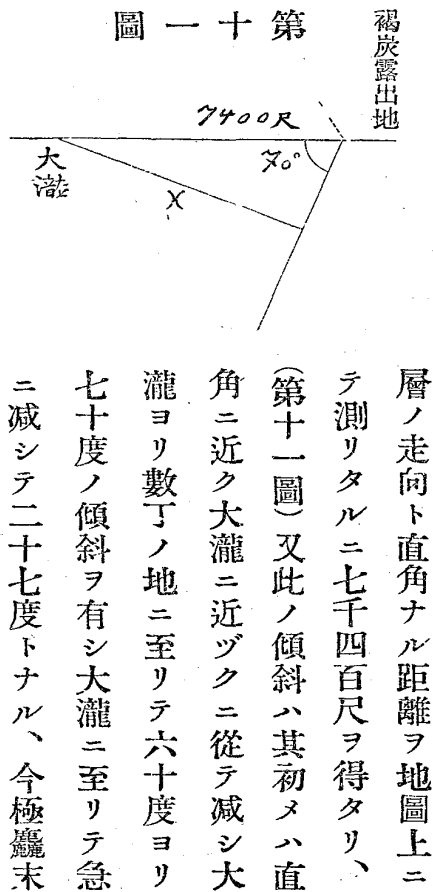 第十一圖
褐炭露出地
7400尺
70°
大瀧
X
層ノ走向ト直角ナル距離ヲ地圖上ニ
テ測リタルニ七千四百尺ヲ得タリ、
(第十一圖)又此ノ傾斜ハ其初メハ直
角ニ近ク大瀧ニ近ヅクニ從テ减シ大
瀧ヨリ數丁ノ地ニ至リテ六十度ヨリ
七十度ノ傾斜ヲ有シ大瀧ニ至リテ急
ニ减シテ二十七度トナル、今極麤末